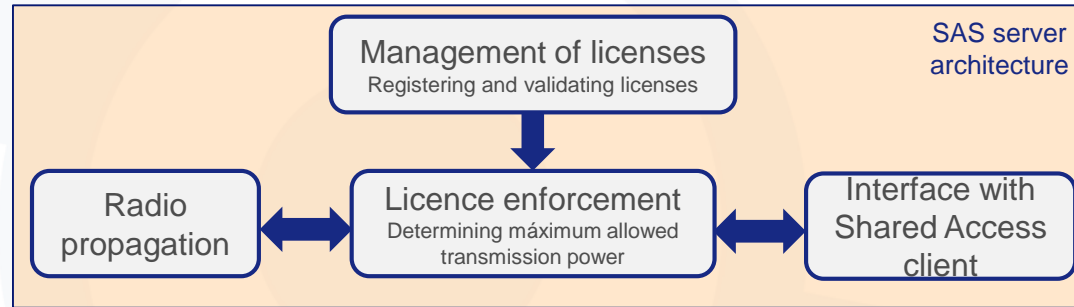 SAS server
architecture
Management of licenses
Registering and validating licenses
Radio
propagation
Licence enforcement
Determining máximum allowed
transmission power
Interface with
Shared Access
client